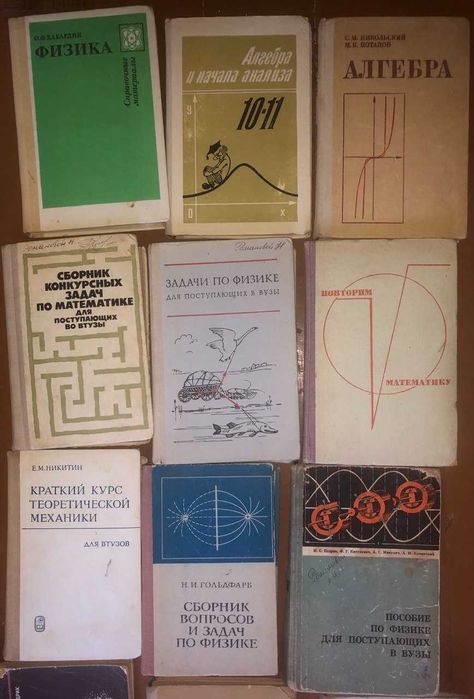 О.Ф. КАБАРДИН
ФИЗИКА
Справочные
материалы
Алгебра
и начала анализа
10-11
У
О
Х
С. М. НИКОЛЬСКИЙ
М. К. ПОТАПОВ
АЛГЕБРА
СБОРНИК
КОНКУРСНЫХ
ЗАДАЧ
ПО МАТЕМАТИКЕ
ДЛЯ
ПОСТУПАЮЩИХ
ВО ВТУЗЫ
Романовой Н
ЗАДАЧИ ПО ФИЗИКЕ
ДЛЯ ПОСТУПАЮЩИХ В ВУЗЫ
ПОВТОРИМ
МАТЕМАТИКУ
Е. М. НИКИТИН
КРАТКИЙ КУРС
ТЕОРЕТИЧЕСКОЙ
МЕХАНИКИ
ДЛЯ ВТУЗОВ
Н. И. ГОЛЬДФАРБ
СБОРНИК
ВОПРОСОВ
И ЗАДАЧ
ПО ФИЗИКЕ
ПОСОБИЕ
ПО ФИЗИКЕ
ДЛЯ ПОСТУПАЮЩИХ
В ВУЗЫ